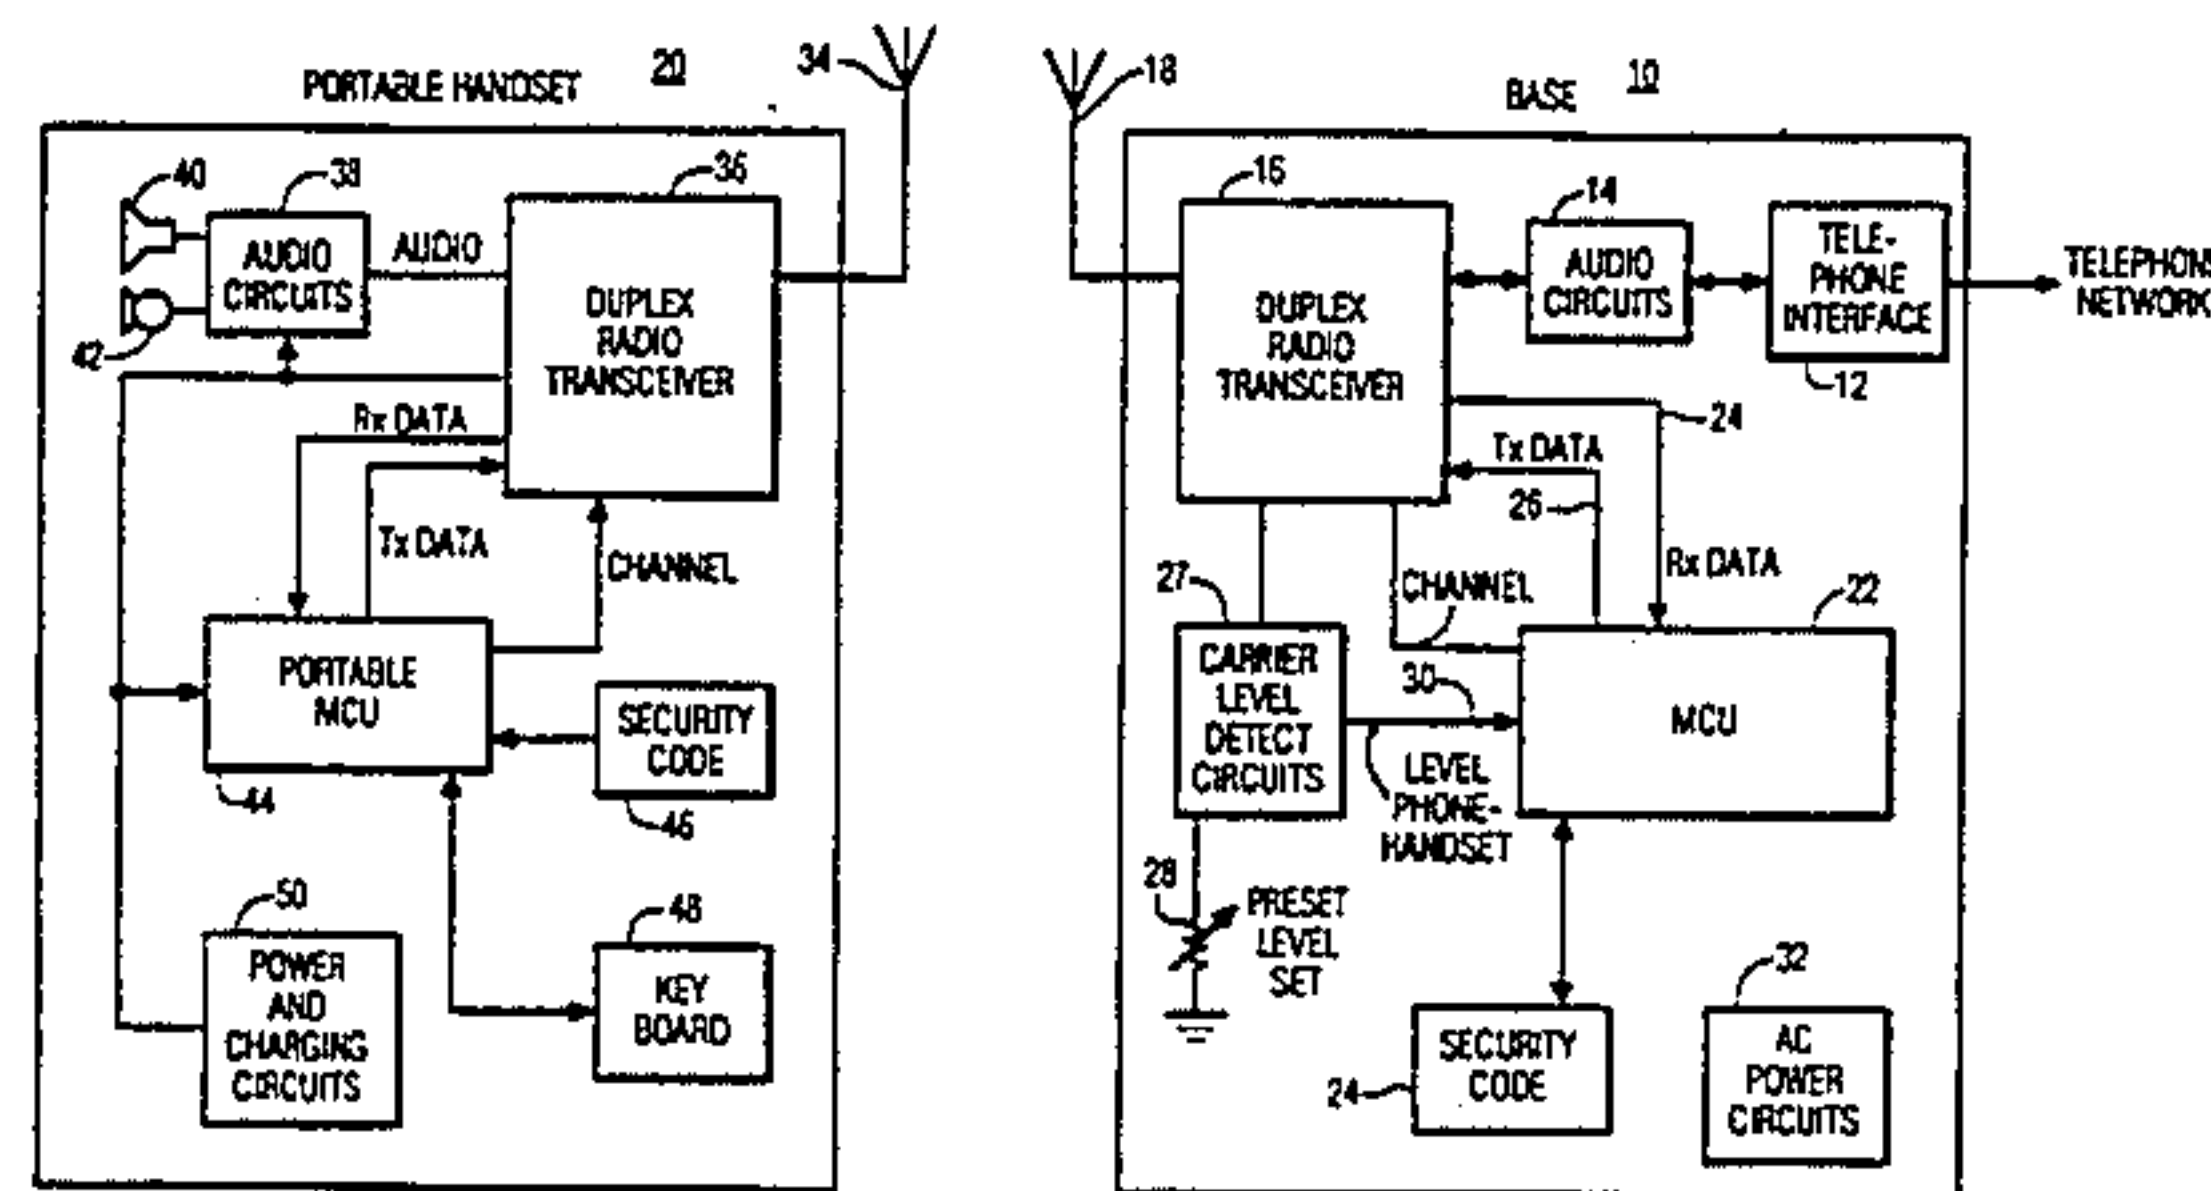 PORTABLE HANDSET
20
34
40
38
36
AUDIO
CIRCUITS
AUDIO
42
DUPLEX
RADIO
TRANSCEIVER
Rx DATA
Tx DATA
CHANNEL
PORTABLE
MCU
44
SECURITY
CODE
46
50
POWER
AND
CHARGING
CIRCUITS
48
KEY
BOARD
18
BASE
10
16
14
AUDIO
CIRCUITS
TELE-
PHONE
INTERFACE
12
TELEPHONE
NETWORK
DUPLEX
RADIO
TRANSCEIVER
24
Tx DATA
26
Rx DATA
27
CHANNEL
22
CARRIER
LEVEL
DETECT
CIRCUITS
30
MCU
LEVEL
PHONE-
HANDSET
28
PRESET
LEVEL
SET
24
SECURITY
CODE
32
AC
POWER
CIRCUITS